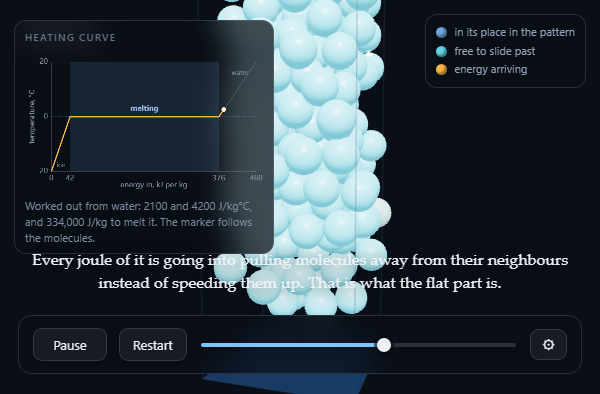 HEATING CURVE
temperature, °C
20
0
20
melting
water
ice
0 42 376 460
energy in, kJ per kg
Worked out from water: 2100 and 4200 J/kg°C,
and 334,000 J/kg to melt it. The marker follows
the molecules.
in its place in the pattern
free to slide past
energy arriving
Every joule of it is going into pulling molecules away from their neighbours
instead of speeding them up. That is what the flat part is.
Pause
Restart